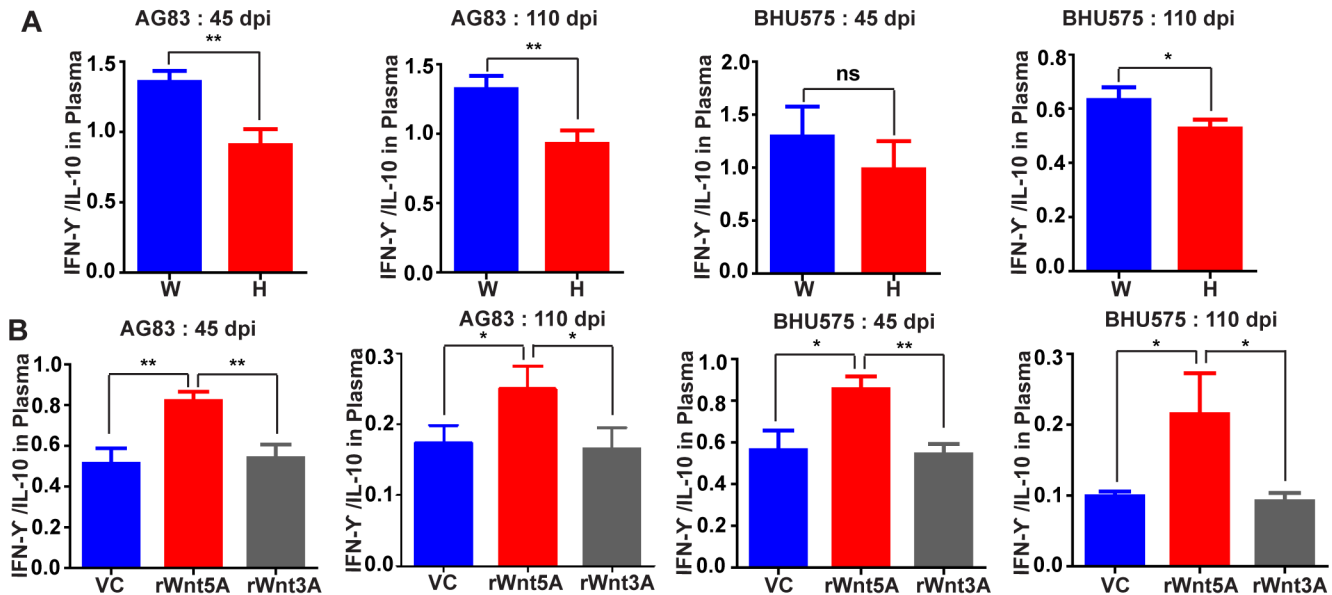 A
AG83 : 45 dpi
IFN-ϒ /IL-10 in Plasma
1.5
1.0
0.5
0.0
**
W
H
AG83 : 110 dpi
IFN-ϒ /IL-10 in Plasma
1.5
1.0
0.5
0.0
**
W
H
BHU575 : 45 dpi
IFN-ϒ /IL-10 in Plasma
2.0
1.5
1.0
0.5
0.0
ns
W
H
BHU575 : 110 dpi
IFN-ϒ /IL-10 in Plasma
0.8
0.6
0.4
0.2
0.0
*
W
H
B
AG83 : 45 dpi
IFN-ϒ /IL-10 in Plasma
1.0
0.8
0.6
0.4
0.2
0.0
** **
VC rWnt5A rWnt3A
AG83 : 110 dpi
IFN-ϒ /IL-10 in Plasma
0.3
0.2
0.1
0.0
* *
VC rWnt5A rWnt3A
BHU575 : 45 dpi
IFN-ϒ /IL-10 in Plasma
1.0
0.8
0.6
0.4
0.2
0.0
* **
VC rWnt5A rWnt3A
BHU575 : 110 dpi
IFN-ϒ /IL-10 in Plasma
0.3
0.2
0.1
0.0
* *
VC rWnt5A rWnt3A